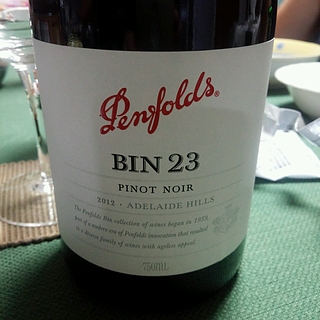 Penfolds®
BIN 23
PINOT NOIR
2012 · ADELAIDE HILLS
The Penfolds Bin collection of wines began in 1959,
part of a modern era of Penfolds innovation that resulted
in a diverse family of wines with ageless appeal.
750mL